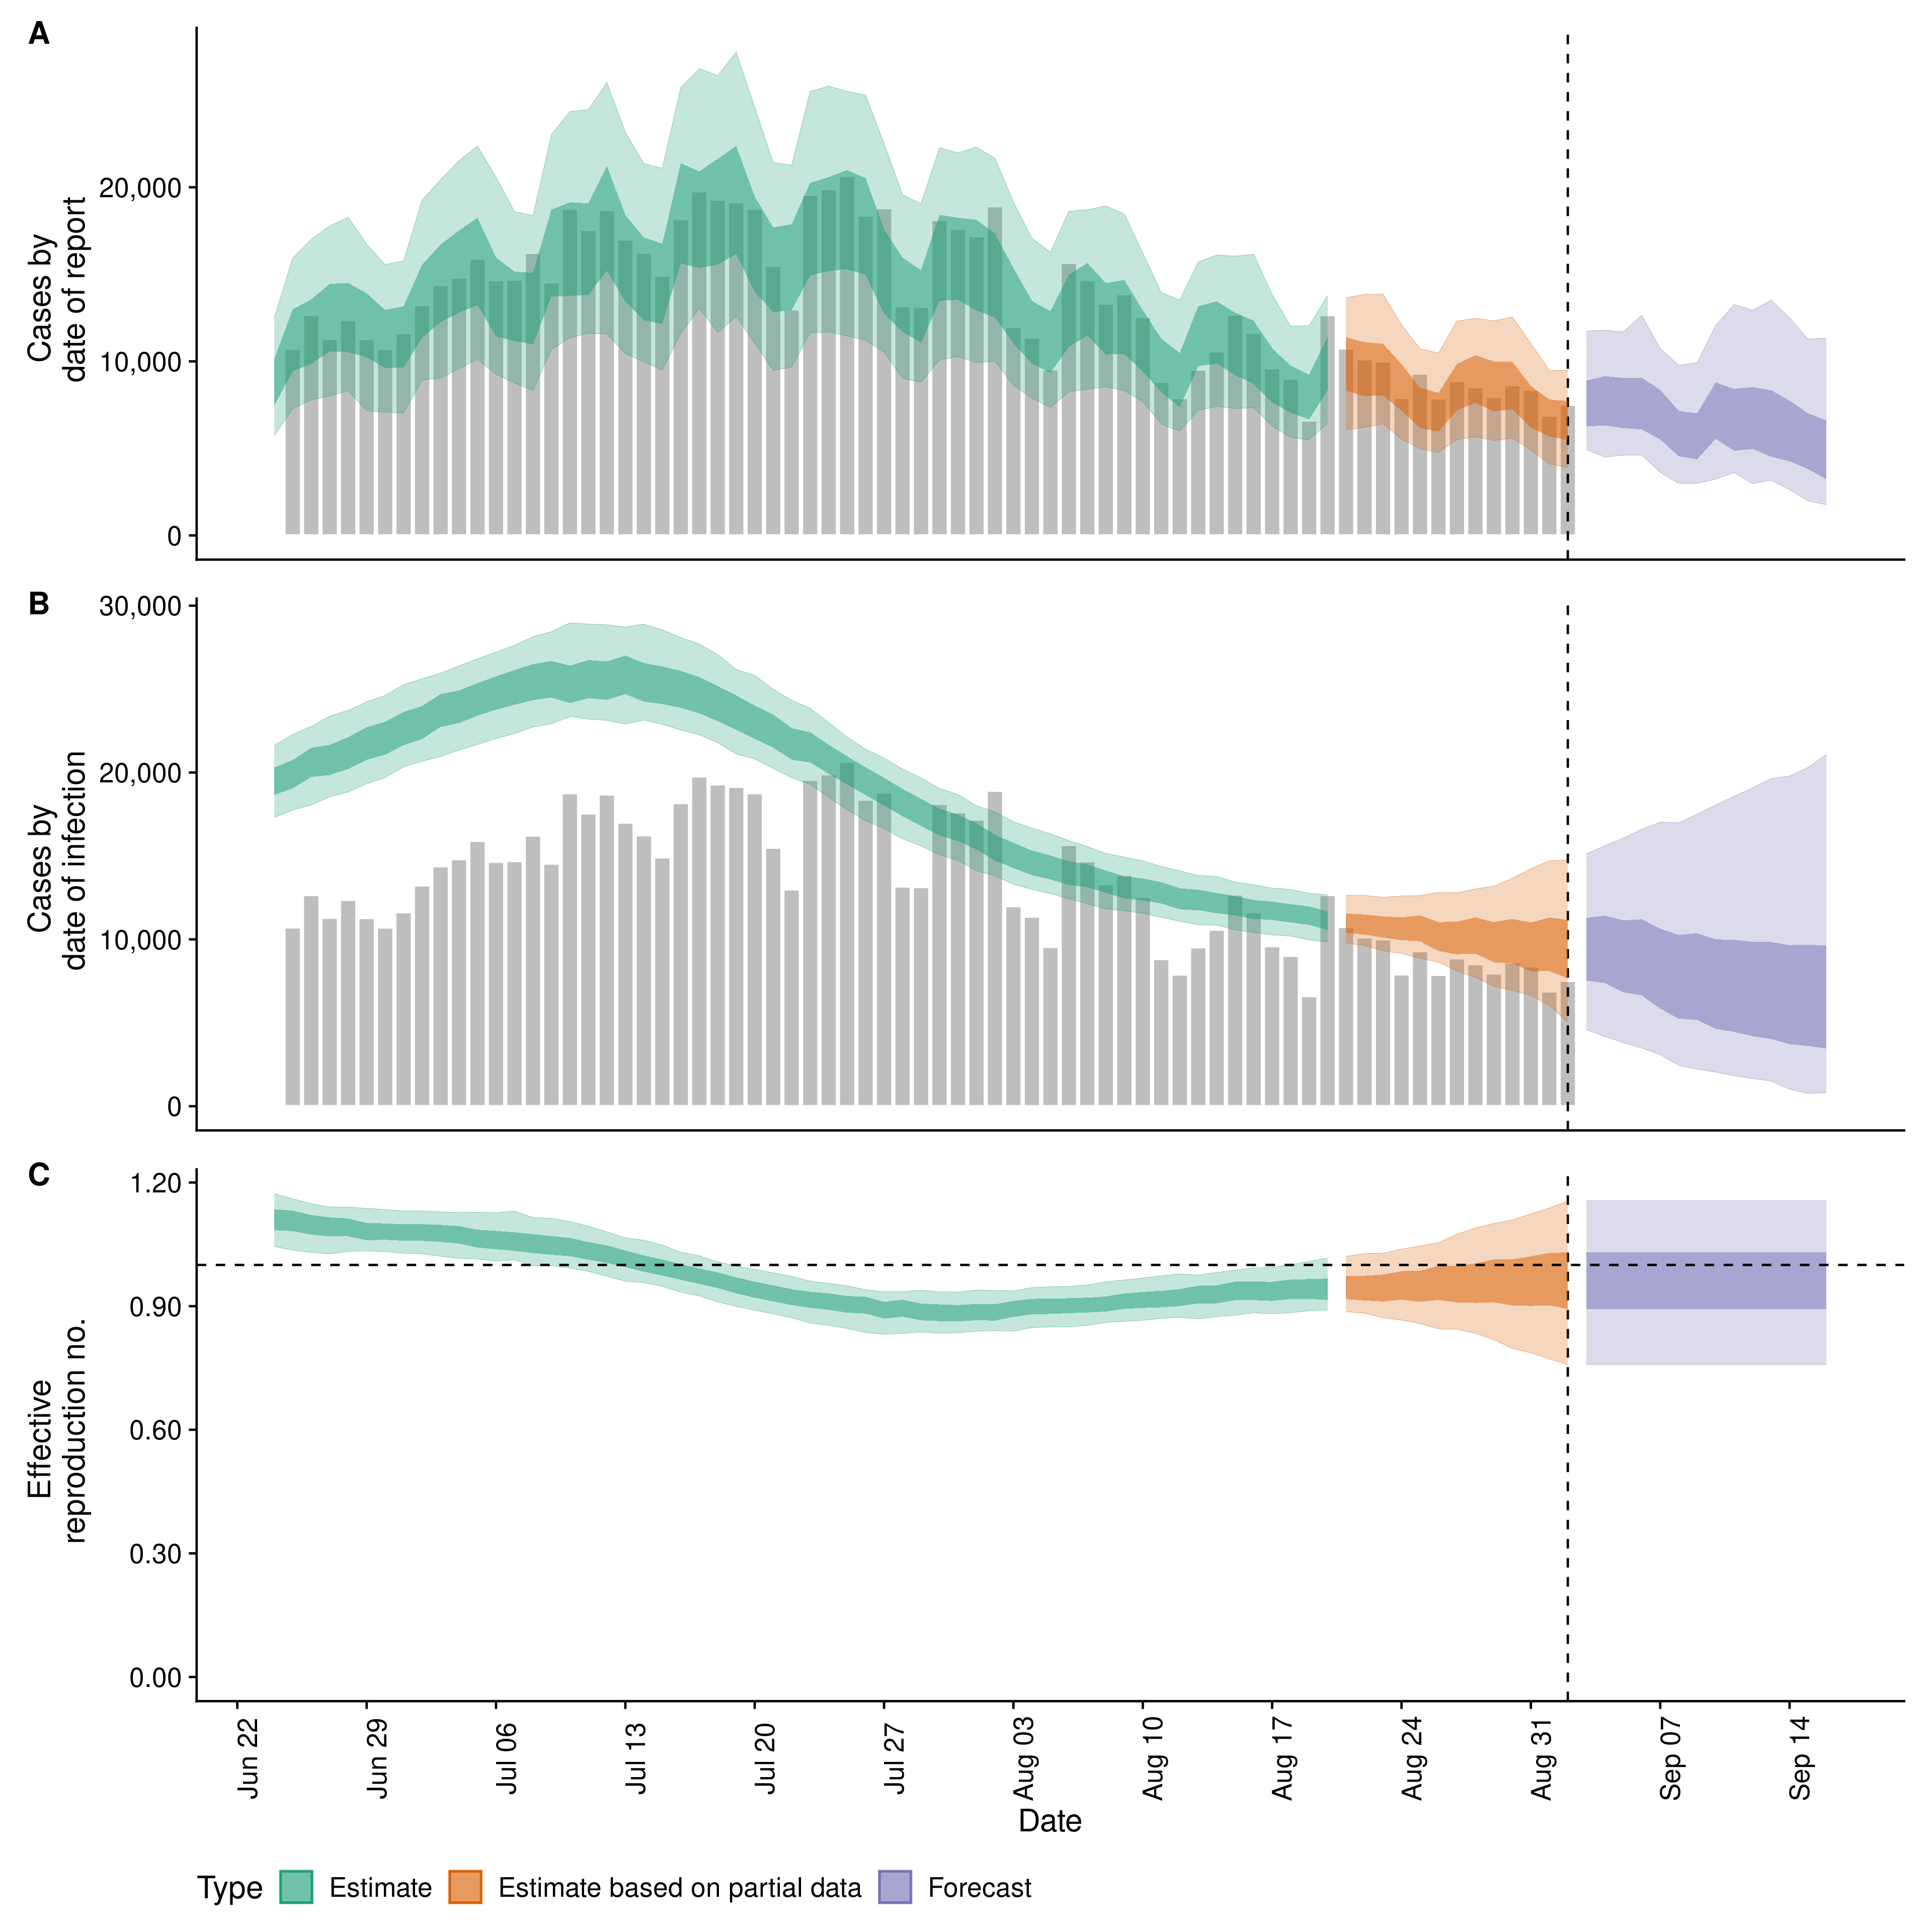 A
Cases by
date of report
20,000
10,000
0
B
Cases by
date of infection
30,000
20,000
10,000
0
C
Effective
reproduction no.
1.20
0.90
0.60
0.30
0.00
Jun 22
Jun 29
Jul 06
Jul 13
Jul 20
Jul 27
Aug 03
Aug 10
Aug 17
Aug 24
Aug 31
Sep 07
Sep 14
Date
Type Estimate Estimate based on partial data Forecast